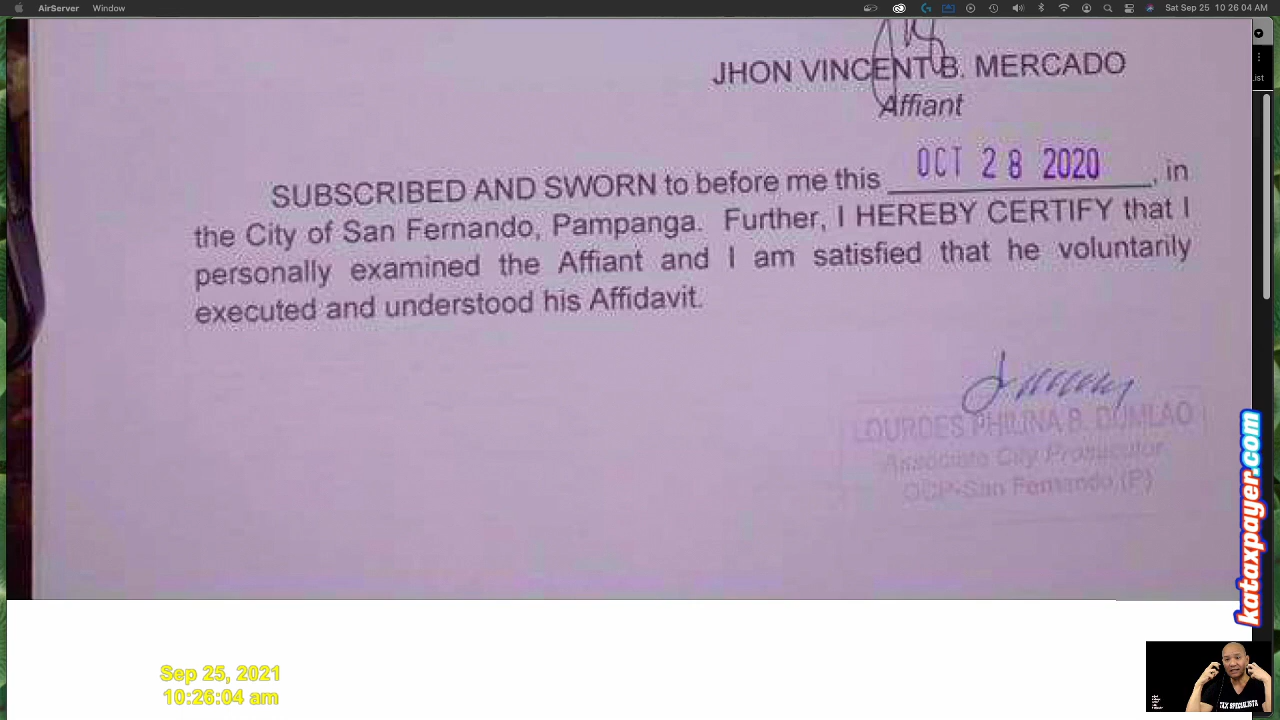 AirServer Window
Sat Sep 25 10 26 04 AM
JHON VINCENT B. MERCADO
Affiant
SUBSCRIBED AND SWORN to before me this OCT 28 2020, in
the City of San Fernando, Pampanga. Further, I HEREBY CERTIFY that I
personally examined the Affiant and I am satisfied that he voluntarily
executed and understood his Affidavit.
LOURDES PHILINA B. DUMLAO
Associate City Prosecutor
OCP-San Fernando (P)
kataxpayer.com
Sep 25, 2021
10:26:04 am
TAX SPECIALISTA